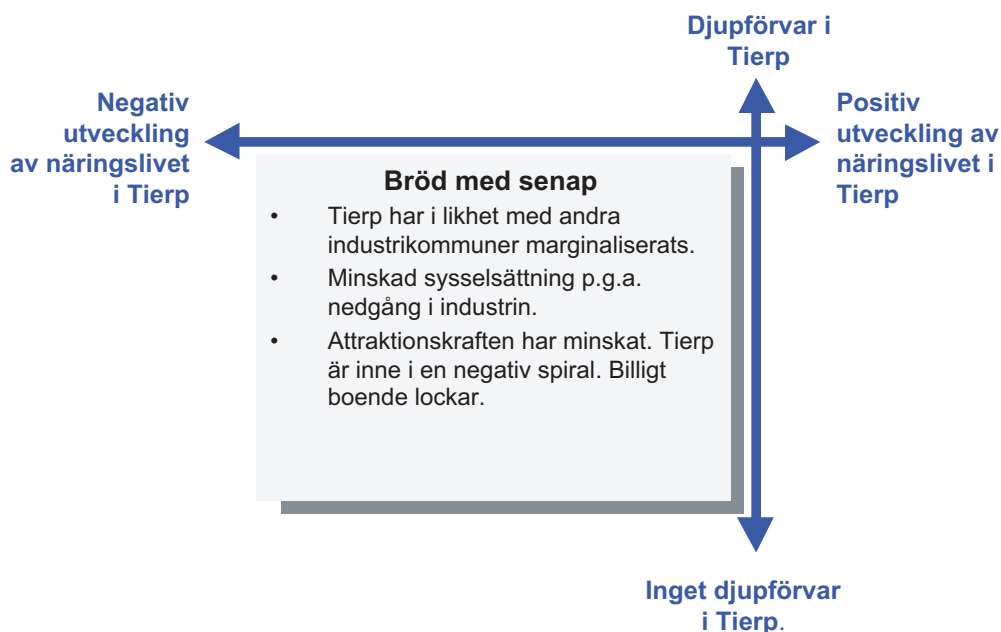 Djupförvar i
Tierp
Negativ
utveckling
av näringslivet
i Tierp
Positiv
utveckling av
näringslivet i
Tierp
Bröd med senap
• Tierp har i likhet med andra
industrikommuner marginaliserats.
• Minskad sysselsättning p.g.a.
nedgång i industrin.
• Attraktionskraften har minskat. Tierp
är inne i en negativ spiral. Billigt
boende lockar.
Inget djupförvar
i Tierp.